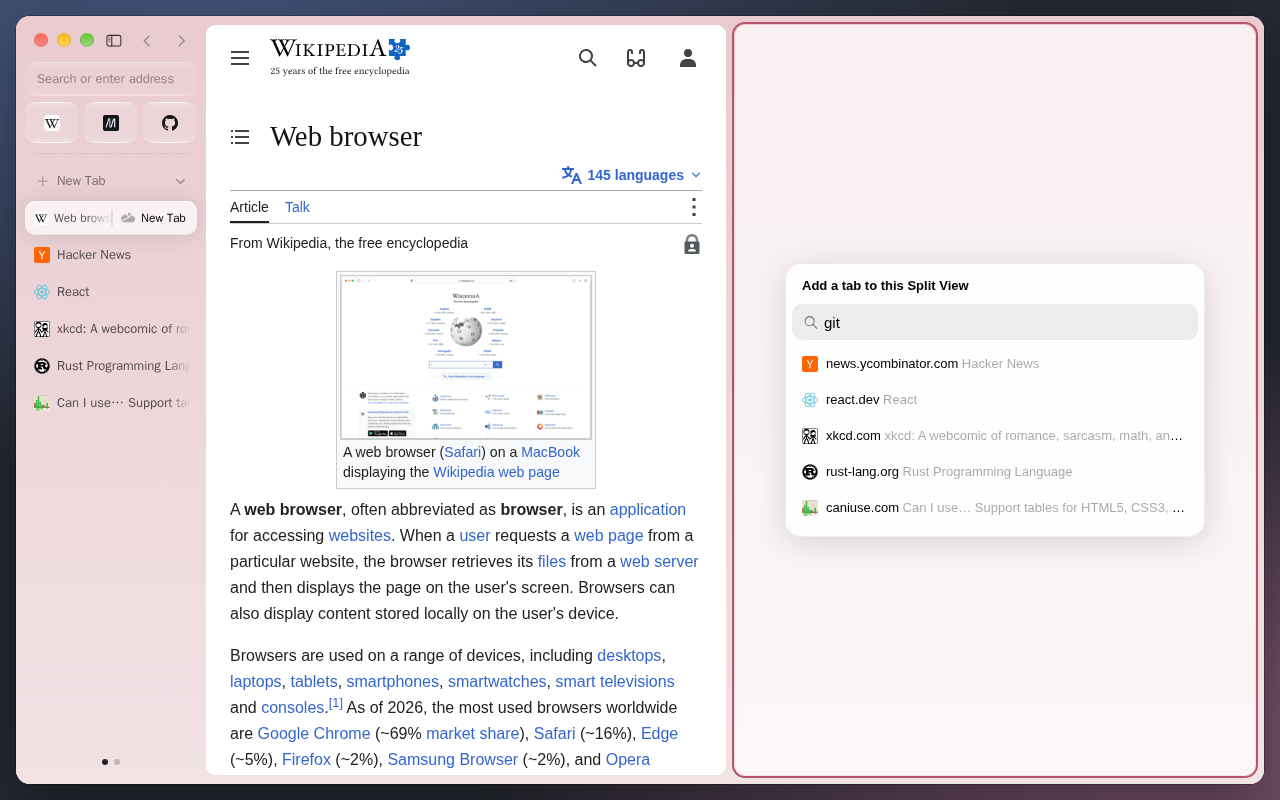 Search or enter address
New Tab
Web brows
New Tab
Hacker News
React
xkcd: A webcomic of ror
Rust Programming Lang
Can I use… Support tal
WIKIPEDIA 25
25 years of the free encyclopedia
Web browser
145 languages
Article Talk
From Wikipedia, the free encyclopedia
A web browser (Safari) on a MacBook
displaying the Wikipedia web page
A web browser, often abbreviated as browser, is an application
for accessing websites. When a user requests a web page from a
particular website, the browser retrieves its files from a web server
and then displays the page on the user's screen. Browsers can
also display content stored locally on the user's device.
Browsers are used on a range of devices, including desktops,
laptops, tablets, smartphones, smartwatches, smart televisions
and consoles.[1] As of 2026, the most used browsers worldwide
are Google Chrome (~69% market share), Safari (~16%), Edge
(~5%), Firefox (~2%), Samsung Browser (~2%), and Opera
Add a tab to this Split View
git
news.ycombinator.com Hacker News
react.dev React
xkcd.com xkcd: A webcomic of romance, sarcasm, math, an…
rust-lang.org Rust Programming Language
caniuse.com Can I use… Support tables for HTML5, CSS3, …